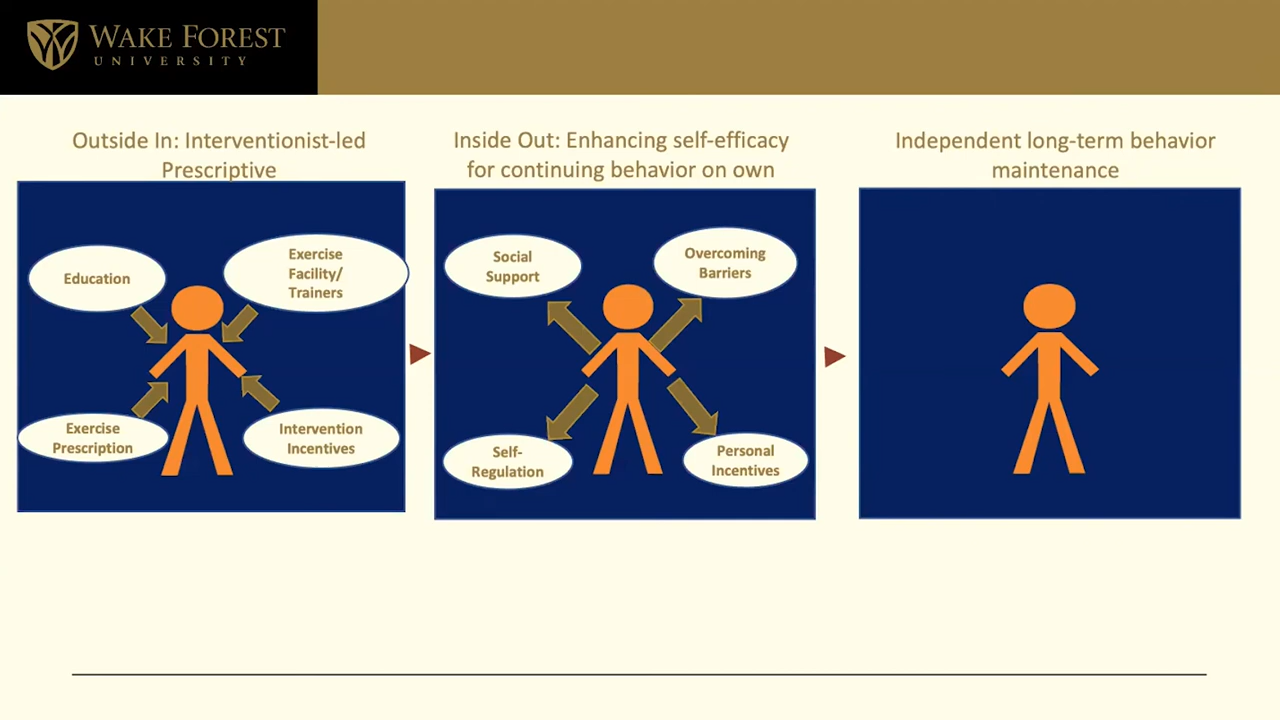 WAKE FOREST
UNIVERSITY
Outside In: Interventionist-led
Prescriptive
Education
Exercise
Facility/
Trainers
Exercise
Prescription
Intervention
Incentives
Inside Out: Enhancing self-efficacy
for continuing behavior on own
Social
Support
Overcoming
Barriers
Self-
Regulation
Personal
Incentives
Independent long-term behavior
maintenance